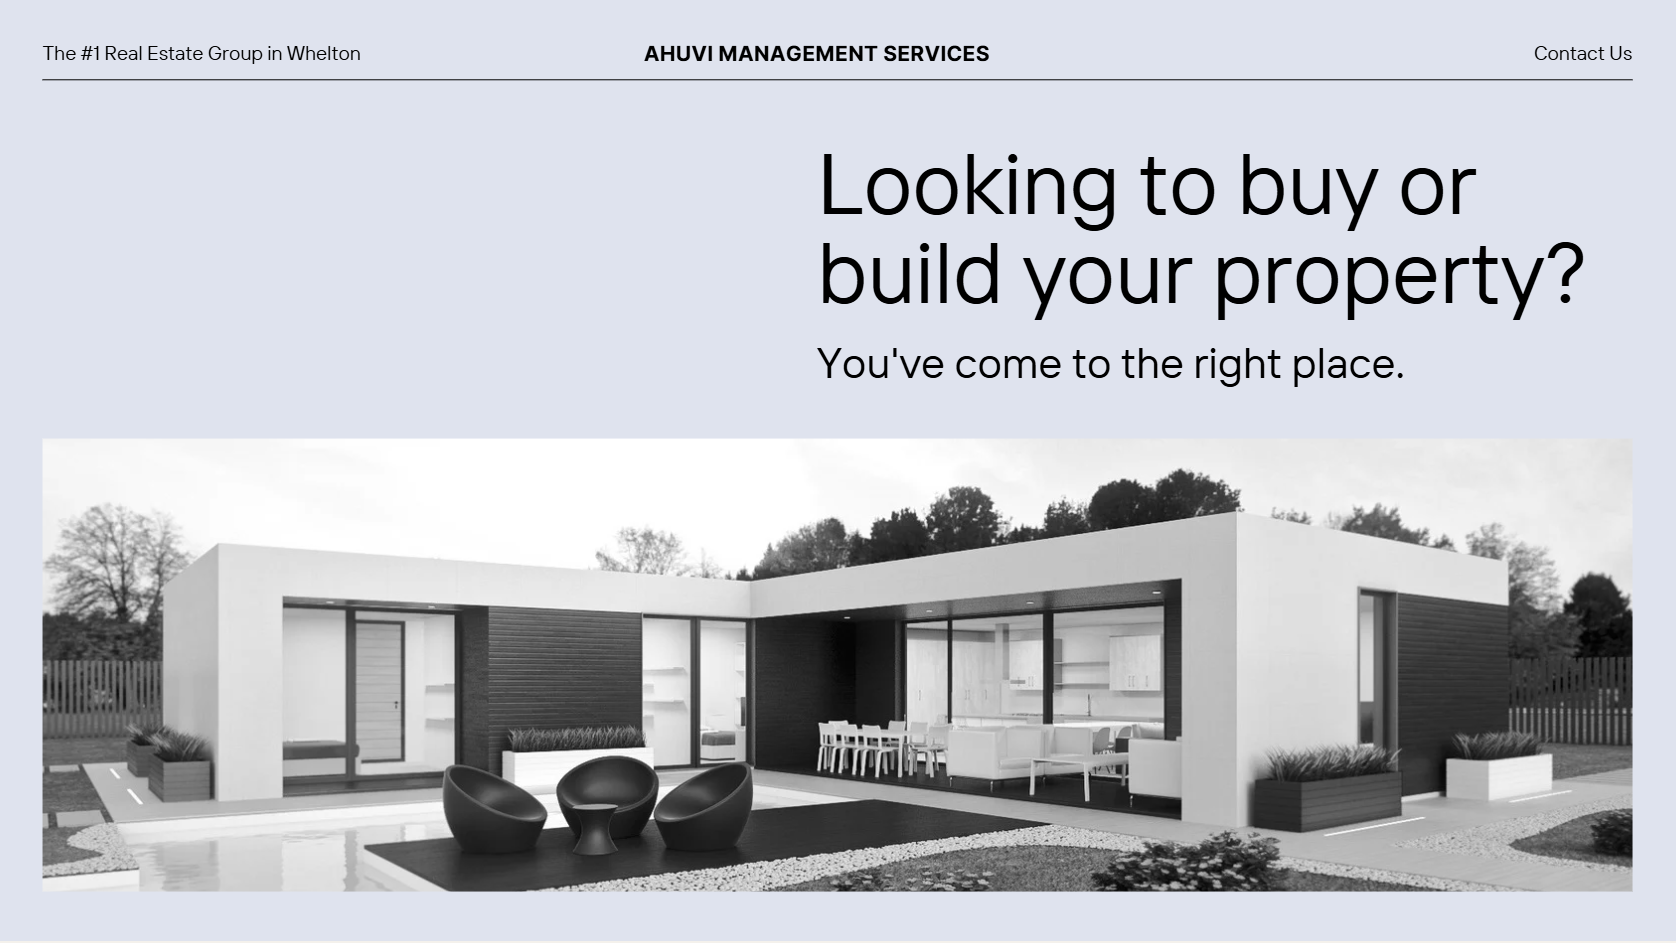 The #1 Real Estate Group in Whelton
AHUVI MANAGEMENT SERVICES
Contact Us
Looking to buy or
build your property?
You've come to the right place.